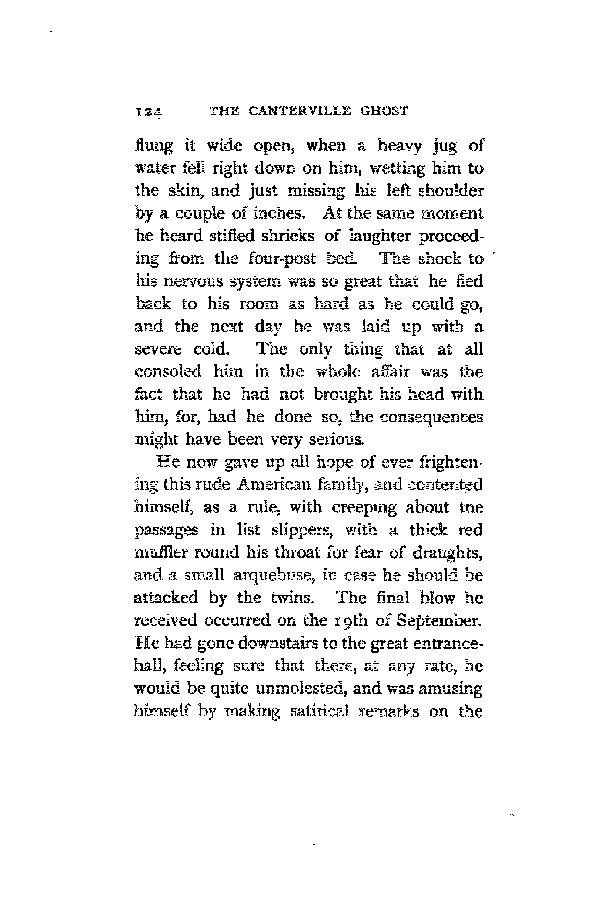 124 THE CANTERVILLE GHOST
flung it wide open, when a heavy jug of
water fell right down on him, wetting him to
the skin, and just missing his left shoulder
by a couple of inches. At the same moment
he heard stifled shrieks of laughter proceed-
ing from the four-post bed. The shock to
his nervous system was so great that he fled
back to his room as hard as he could go,
and the next day he was laid up with a
severe cold. The only thing that at all
consoled him in the whole affair was the
fact that he had not brought his head with
him, for, had he done so, the consequences
might have been very serious.
He now gave up all hope of ever frighten-
ing this rude American family, and contented
himself, as a rule, with creeping about the
passages in list slippers, with a thick red
muffler round his throat for fear of draughts,
and a small arquebuse, in case he should be
attacked by the twins. The final blow he
received occurred on the 19th of September.
He had gone downstairs to the great entrance-
hall, feeling sure that there, at any rate, he
would be quite unmolested, and was amusing
himself by making satirical remarks on the